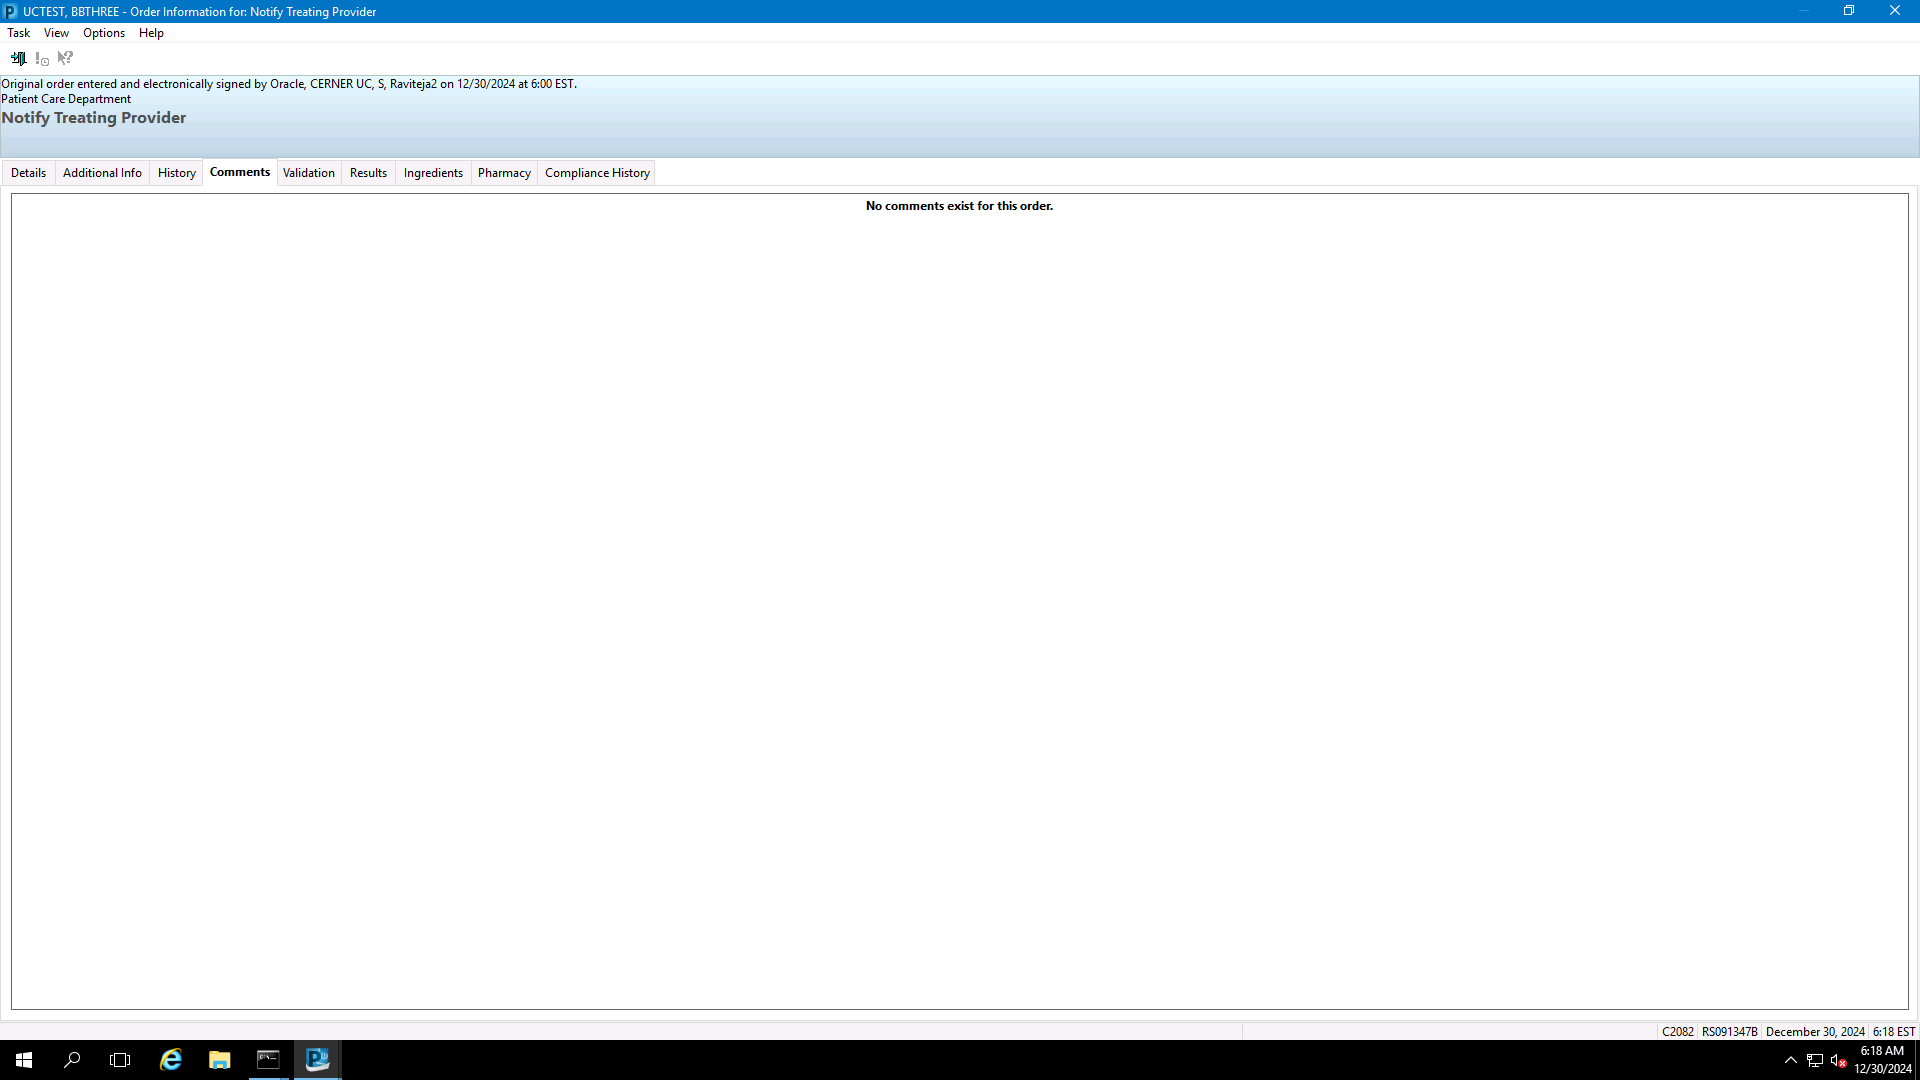 UCTEST, BBTHREE - Order Information for: Notify Treating Provider
Task View Options Help
Original order entered and electronically signed by Oracle, CERNER UC, S, Raviteja2 on 12/30/2024 at 6:00 EST.
Patient Care Department
Notify Treating Provider
Details Additional Info History Comments Validation Results Ingredients Pharmacy Compliance History
No comments exist for this order.
C2082 RS091347B December 30, 2024 6:18 EST
6:18 AM
12/30/2024